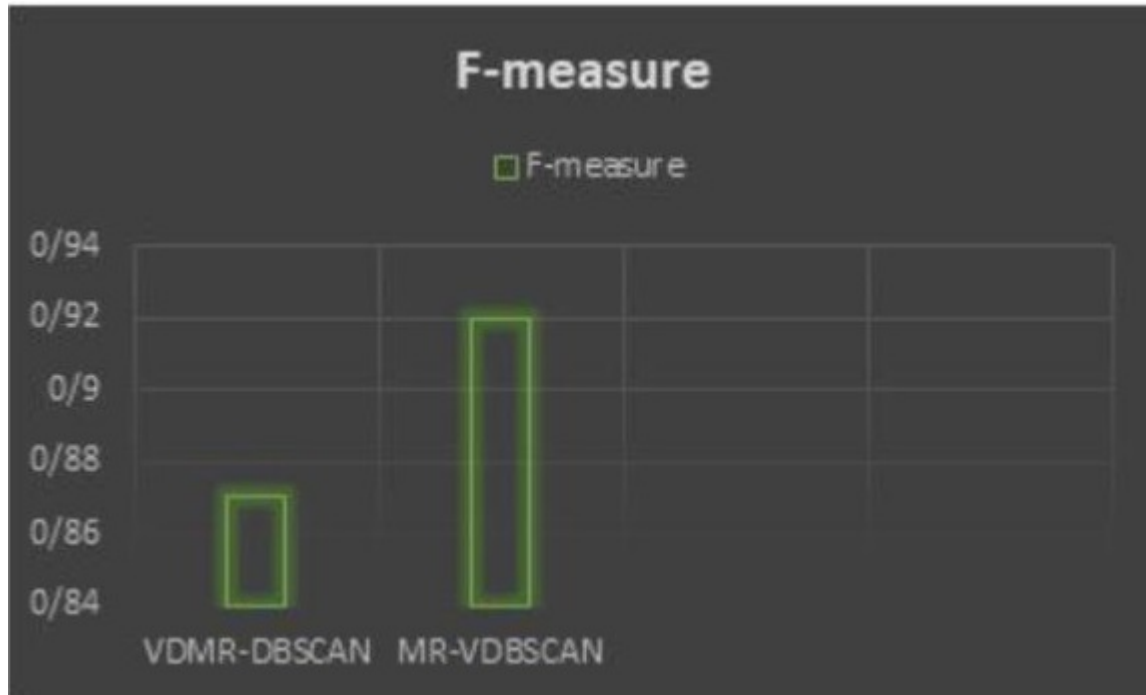 F-measure
F-measure
0/94
0/92
0/9
0/88
0/86
0/84
VDMR-DBSCAN MR-VDBSCAN